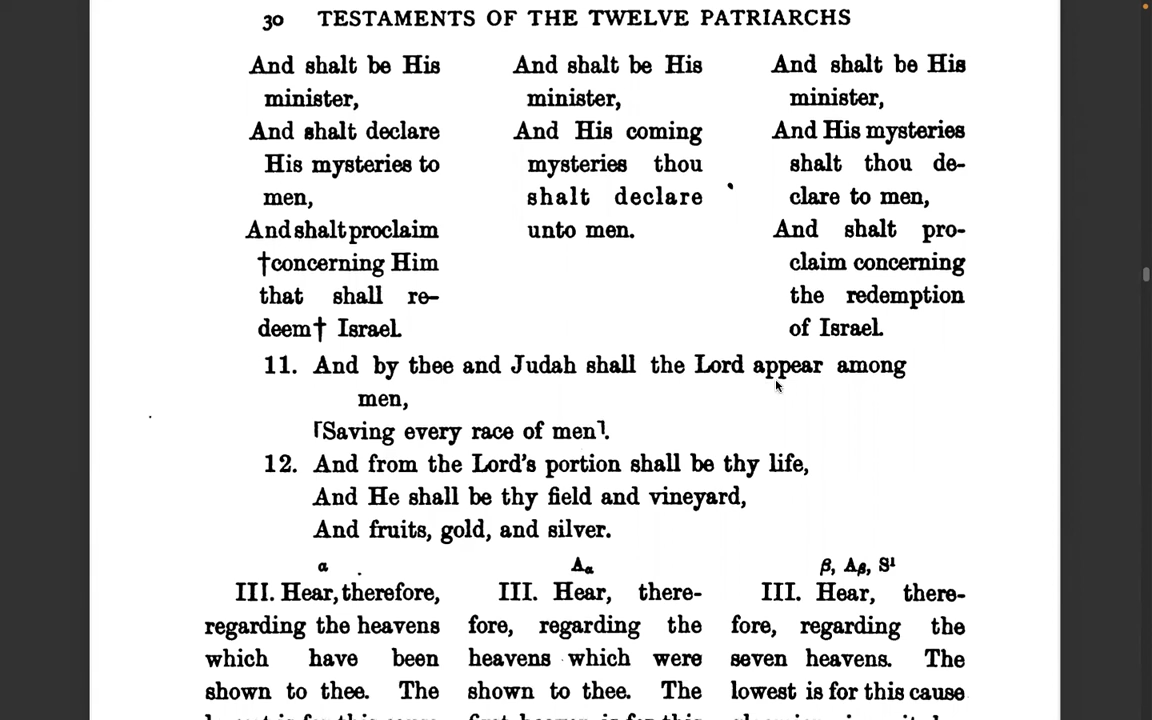 30 TESTAMENTS OF THE TWELVE PATRIARCHS
And shalt be His
minister,
And shalt declare
His mysteries to
men,
And shalt proclaim
†concerning Him
that shall re-
deem† Israel.
And shalt be His
minister,
And His coming
mysteries thou
shalt declare
unto men.
And shalt be His
minister,
And His mysteries
shalt thou de-
clare to men,
And shalt pro-
claim concerning
the redemption
of Israel.
11. And by thee and Judah shall the Lord appear among
men,
⌜Saving every race of men⌝.
12. And from the Lord's portion shall be thy life,
And He shall be thy field and vineyard,
And fruits, gold, and silver.
α
III. Hear, therefore,
regarding the heavens
which have been
shown to thee. The
Aα
III. Hear, there-
fore, regarding the
heavens which were
shown to thee. The
β, Aβ, S¹
III. Hear, there-
fore, regarding the
seven heavens. The
lowest is for this cause